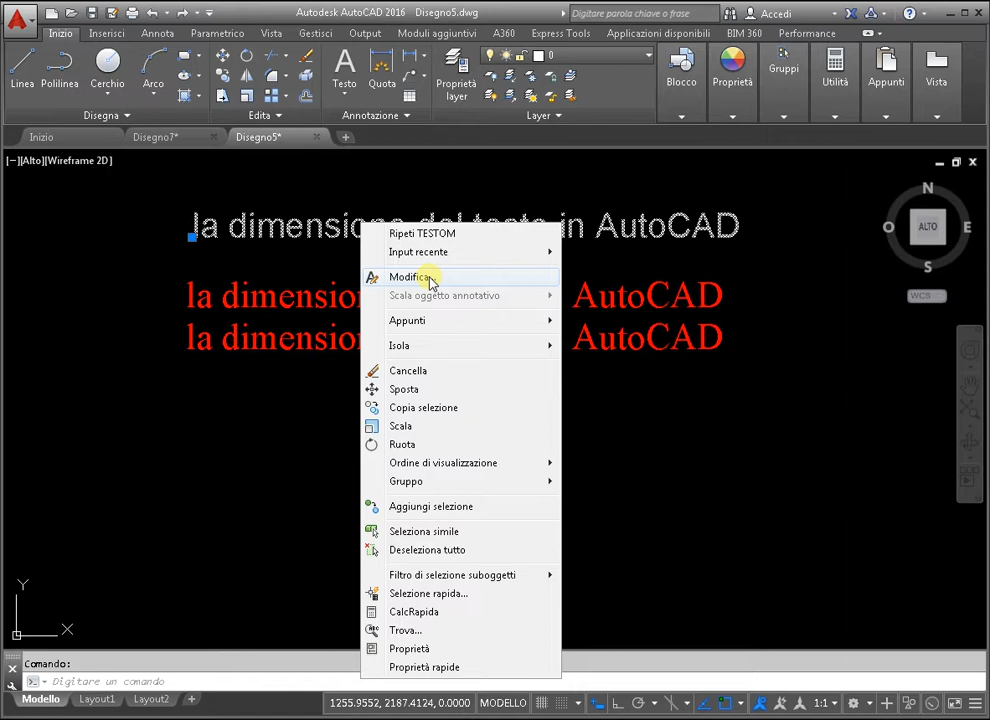 Autodesk AutoCAD 2016 Disegno5.dwg
Digitare parola chiave o frase
Accedi
Inizio Inserisci Annota Parametrico Vista Gestisci Output Moduli aggiuntivi A360 Express Tools Applicazioni disponibili BIM 360 Performance
0
Linea Polilinea Cerchio Arco Testo Quota Proprietà layer Blocco Proprietà Gruppi Utilità Appunti Vista
Disegna Edita Annotazione Layer
Inizio Disegno7* Disegno5*
[−][Alto][Wireframe 2D]
N
O ALTO E
S
WCS
la dimensione del testo in AutoCAD
la dimensio AutoCAD
la dimensio AutoCAD
Ripeti TESTOM
Input recente
Modifica...
Scala oggetto annotativo
Appunti
Isola
Cancella
Sposta
Copia selezione
Scala
Ruota
Ordine di visualizzazione
Gruppo
Aggiungi selezione
Seleziona simile
Deseleziona tutto
Filtro di selezione suboggetti
Selezione rapida...
CalcRapida
Trova...
Proprietà
Proprietà rapide
Y
X
Comando:
Digitare un comando
Modello Layout1 Layout2 +
1255.9552, 2187.4124, 0.0000 MODELLO 1:1